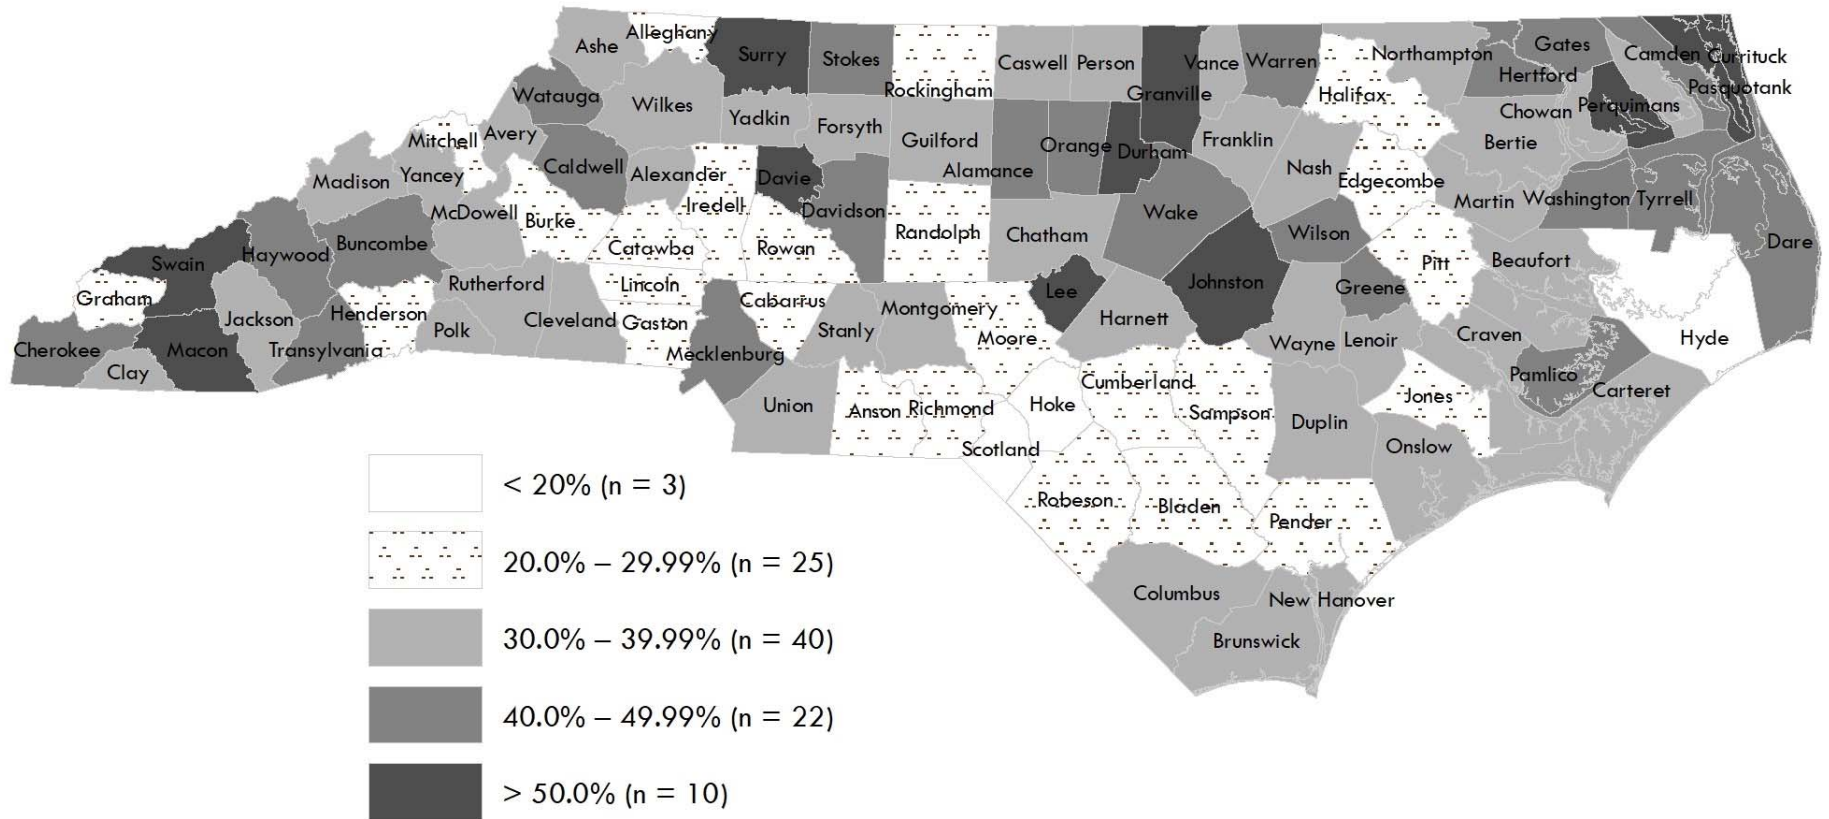 Ashe
Alleghany
Surry
Stokes
Rockingham
Caswell
Person
Granville
Vance
Warren
Halifax
Northampton
Hertford
Gates
Camden
Currituck
Pasquotank
Perquimans
Chowan
Bertie
Watauga
Wilkes
Yadkin
Forsyth
Guilford
Alamance
Orange
Durham
Franklin
Nash
Edgecombe
Martin
Washington
Tyrrell
Dare
Mitchell
Avery
Caldwell
Alexander
Iredell
Davie
Davidson
Randolph
Chatham
Wake
Wilson
Pitt
Beaufort
Hyde
Madison
Yancey
McDowell
Burke
Catawba
Rowan
Lee
Johnston
Greene
Swain
Haywood
Buncombe
Rutherford
Cleveland
Lincoln
Gaston
Cabarrus
Stanly
Montgomery
Moore
Harnett
Wayne
Lenoir
Craven
Pamlico
Carteret
Graham
Jackson
Henderson
Polk
Mecklenburg
Cherokee
Clay
Macon
Transylvania
Union
Anson
Richmond
Hoke
Scotland
Cumberland
Sampson
Duplin
Jones
Onslow
Robeson
Bladen
Pender
Columbus
New Hanover
Brunswick
< 20% (n = 3)
20.0% – 29.99% (n = 25)
30.0% – 39.99% (n = 40)
40.0% – 49.99% (n = 22)
> 50.0% (n = 10)